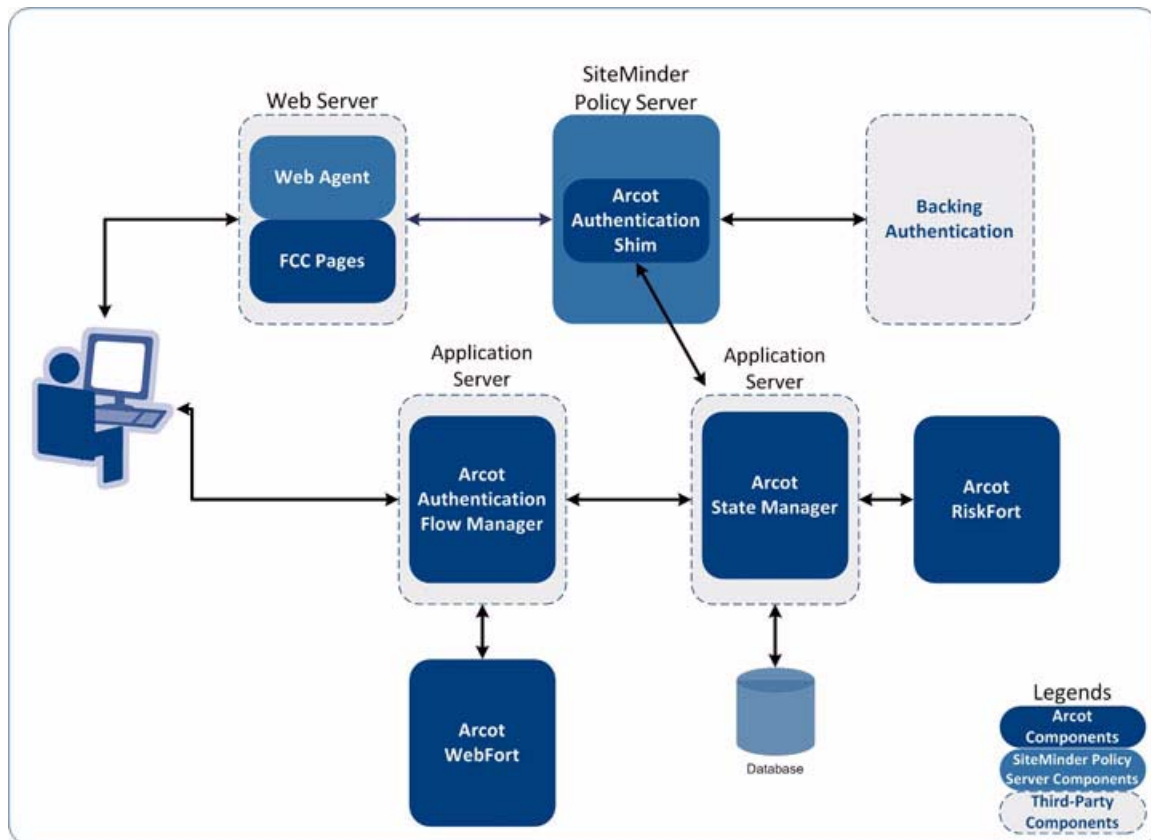 SiteMinder
Policy Server
Web Server
Web Agent
FCC Pages
Arcot
Authentication
Shim
Backing
Authentication
Application
Server
Application
Server
Arcot
Authentication
Flow Manager
Arcot
State Manager
Arcot
RiskFort
Arcot
WebFort
Database
Legends
Arcot
Components
SiteMinder Policy
Server Components
Third-Party
Components